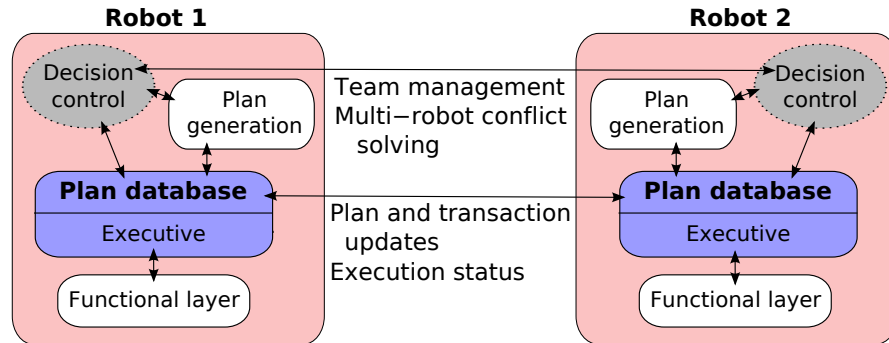 Robot 1
Decision
control
Plan
generation
Plan database
Executive
Functional layer
Team management
Multi−robot conflict
solving
Plan and transaction
updates
Execution status
Robot 2
Decision
control
Plan
generation
Plan database
Executive
Functional layer